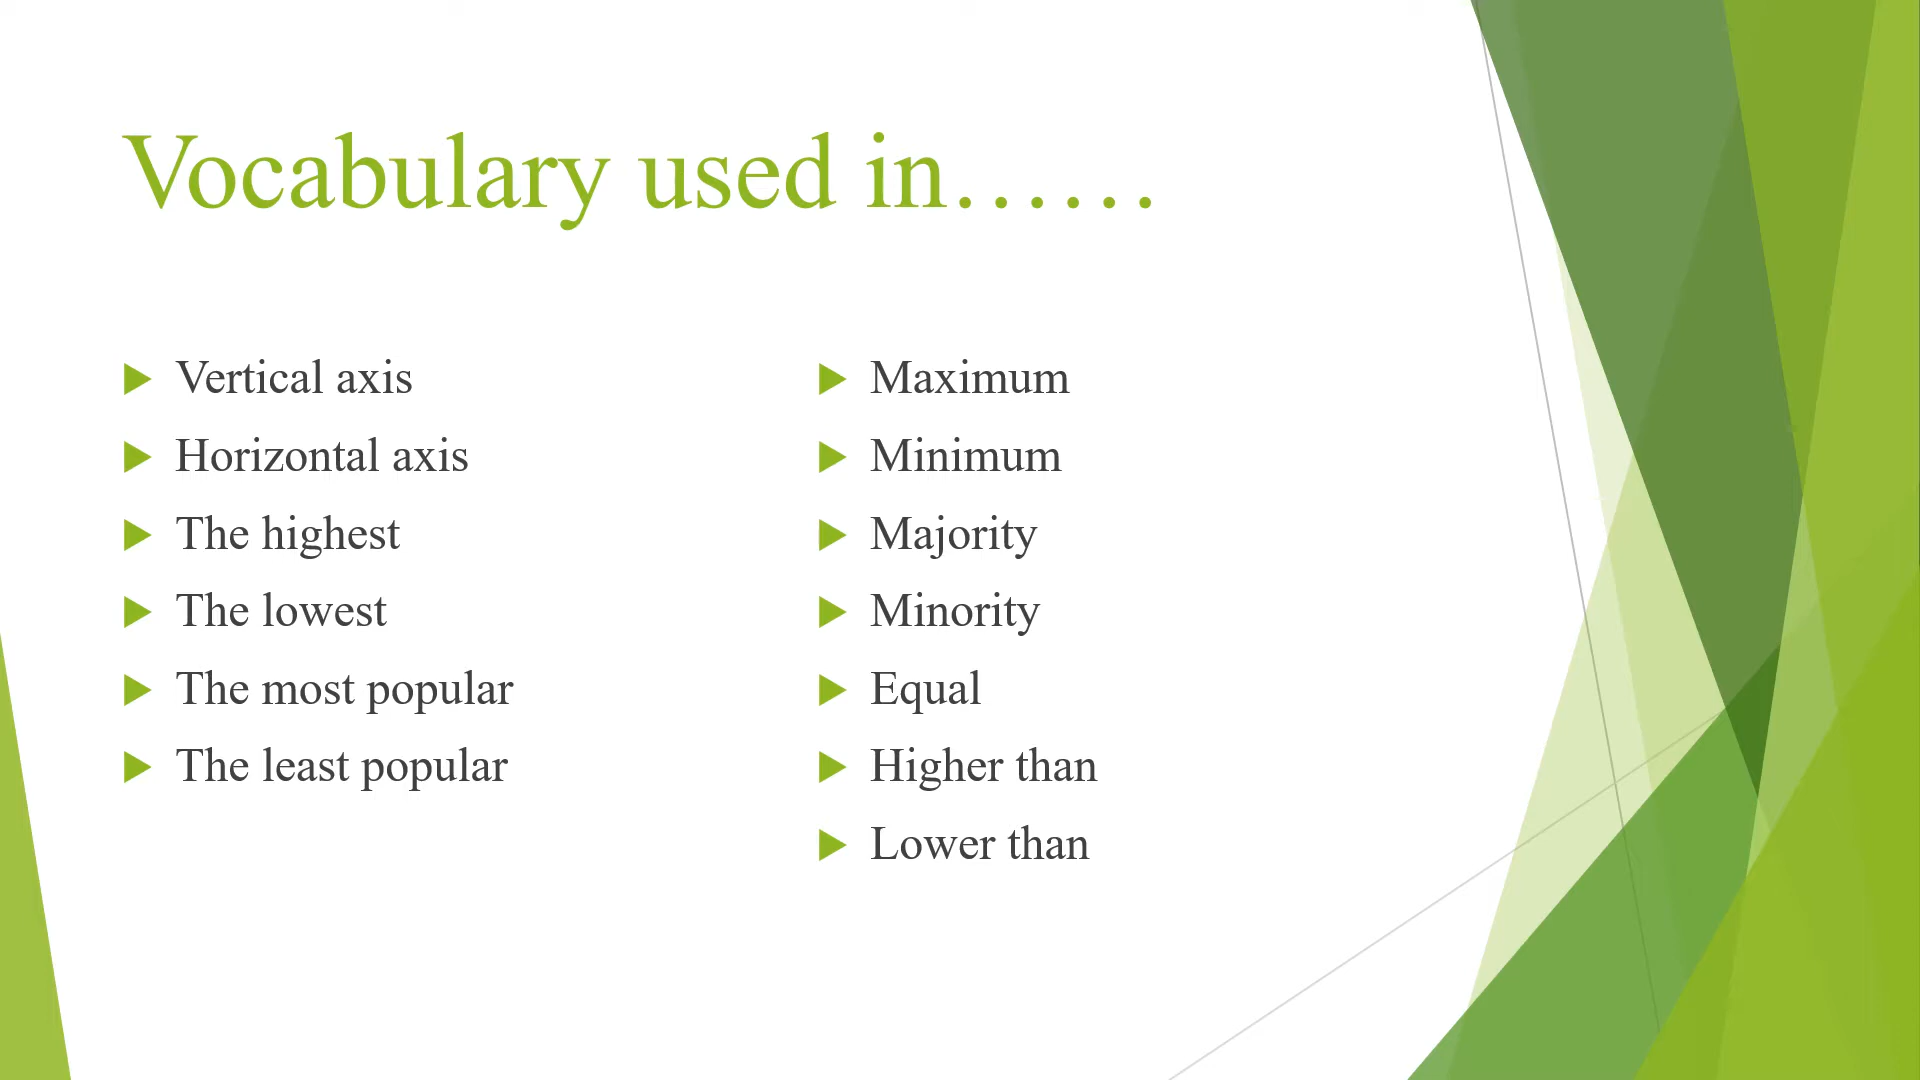 Vocabulary used in……
Vertical axis
Horizontal axis
The highest
The lowest
The most popular
The least popular
Maximum
Minimum
Majority
Minority
Equal
Higher than
Lower than